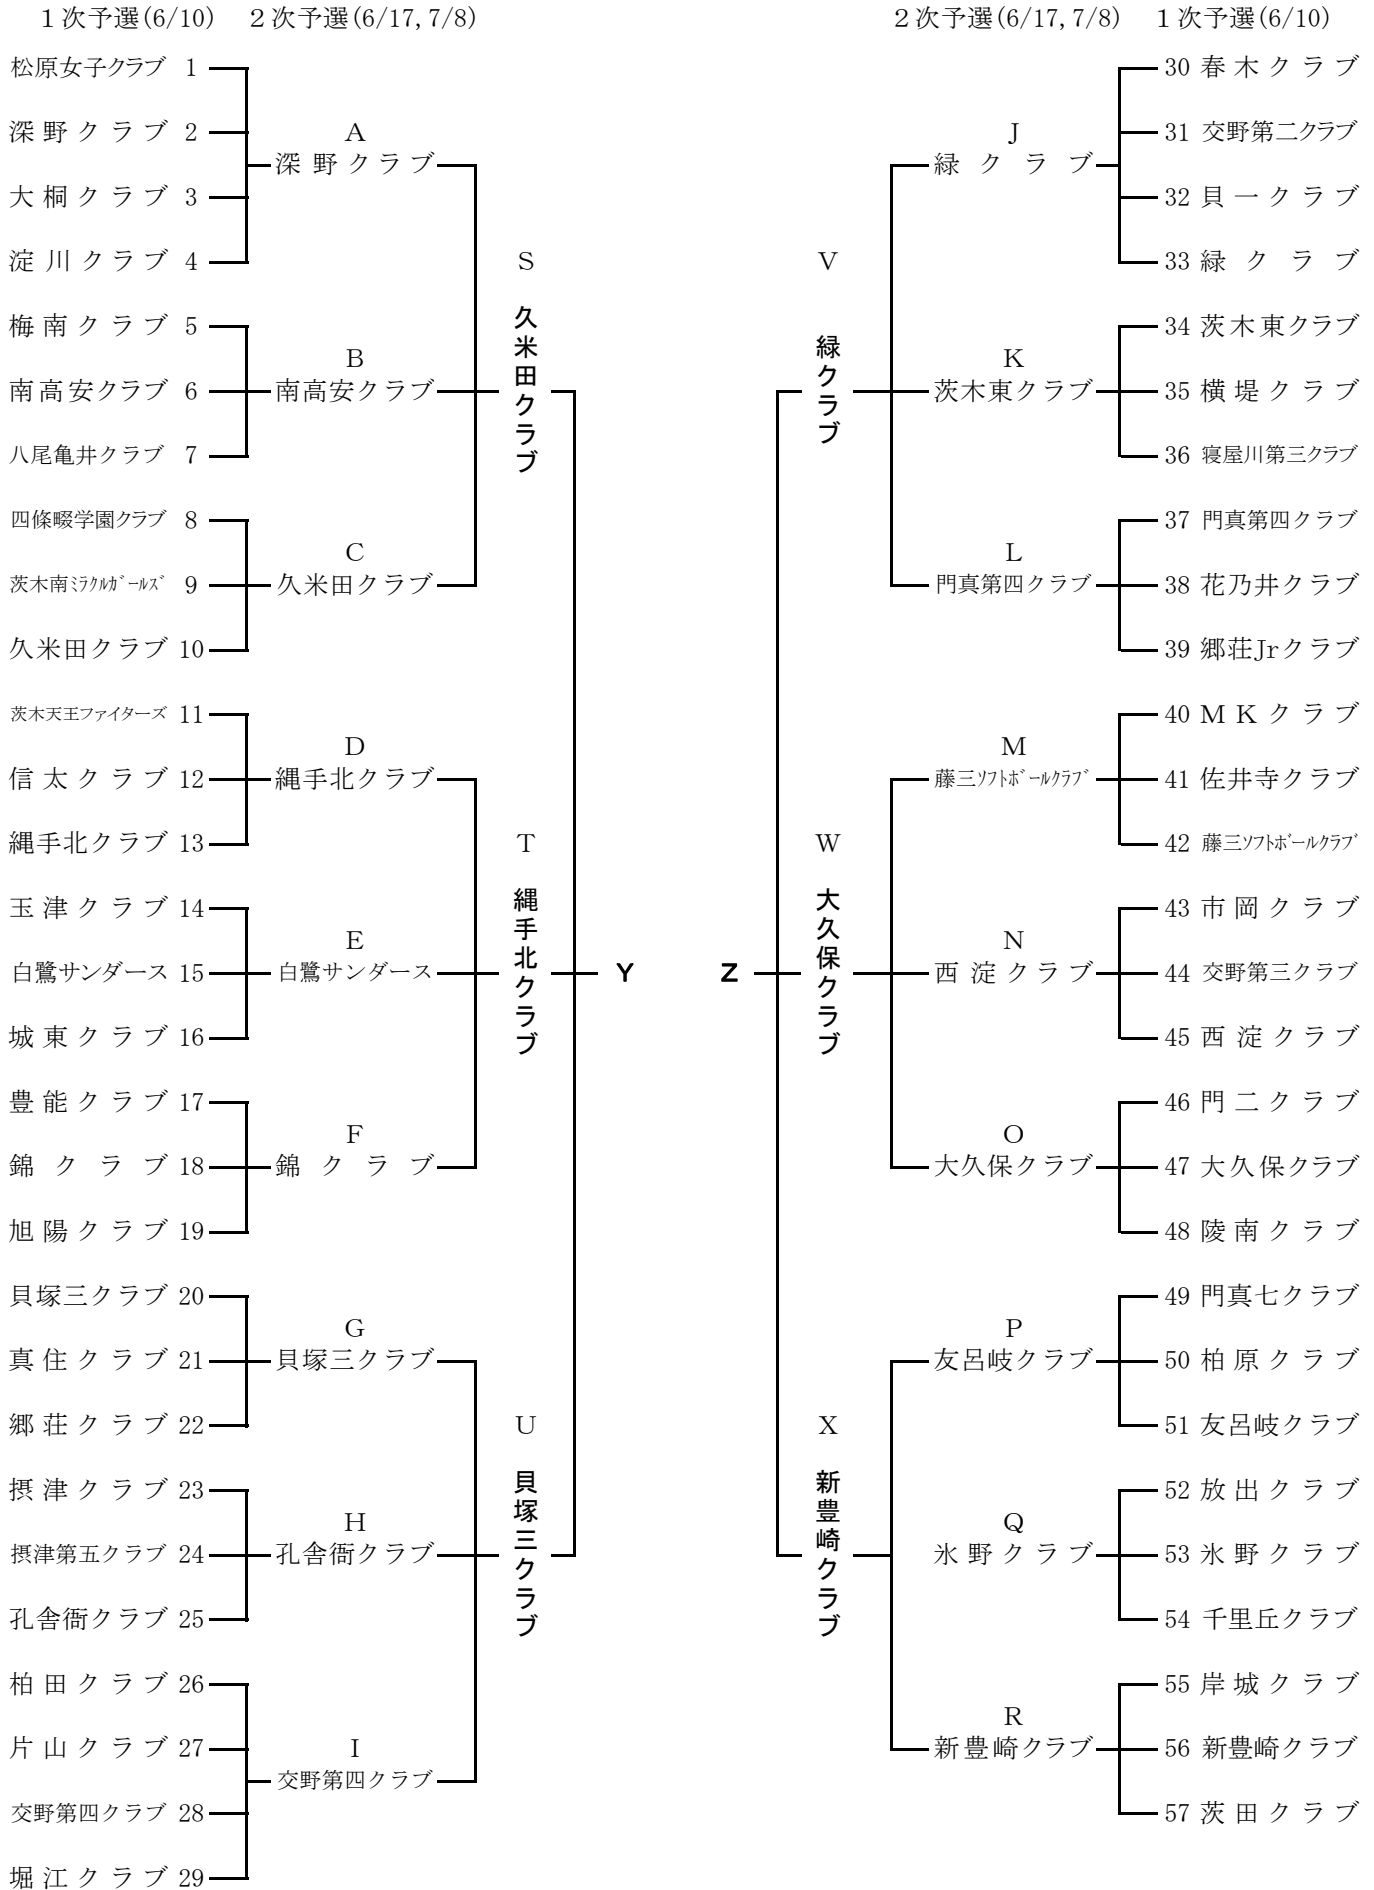 １次予選(6/10)　２次予選(6/17, 7/8)
松原女子クラブ 1
深野クラブ 2
大桐クラブ 3
淀川クラブ 4
梅南クラブ 5
南高安クラブ 6
八尾亀井クラブ 7
四條畷学園クラブ 8
茨木南ﾐﾗｸﾙｶﾞｰﾙｽﾞ 9
久米田クラブ 10
茨木天王ファイターズ 11
信太クラブ 12
縄手北クラブ 13
玉津クラブ 14
白鷺サンダース 15
城東クラブ 16
豊能クラブ 17
錦クラブ 18
旭陽クラブ 19
貝塚三クラブ 20
真住クラブ 21
郷荘クラブ 22
摂津クラブ 23
摂津第五クラブ 24
孔舎衙クラブ 25
柏田クラブ 26
片山クラブ 27
交野第四クラブ 28
堀江クラブ 29
A
深野クラブ
B
南高安クラブ
C
久米田クラブ
D
縄手北クラブ
E
白鷺サンダース
F
錦クラブ
G
貝塚三クラブ
H
孔舎衙クラブ
I
交野第四クラブ
S
久米田クラブ
T
縄手北クラブ
U
貝塚三クラブ
Y
２次予選(6/17, 7/8)　１次予選(6/10)
Z
V
緑クラブ
W
大久保クラブ
X
新豊崎クラブ
J
緑クラブ
K
茨木東クラブ
L
門真第四クラブ
M
藤三ｿﾌﾄﾎﾞｰﾙｸﾗﾌﾞ
N
西淀クラブ
O
大久保クラブ
P
友呂岐クラブ
Q
氷野クラブ
R
新豊崎クラブ
30 春木クラブ
31 交野第二クラブ
32 貝一クラブ
33 緑クラブ
34 茨木東クラブ
35 横堤クラブ
36 寝屋川第三クラブ
37 門真第四クラブ
38 花乃井クラブ
39 郷荘Jrクラブ
40 ＭＫクラブ
41 佐井寺クラブ
42 藤三ｿﾌﾄﾎﾞｰﾙｸﾗﾌﾞ
43 市岡クラブ
44 交野第三クラブ
45 西淀クラブ
46 門二クラブ
47 大久保クラブ
48 陵南クラブ
49 門真七クラブ
50 柏原クラブ
51 友呂岐クラブ
52 放出クラブ
53 氷野クラブ
54 千里丘クラブ
55 岸城クラブ
56 新豊崎クラブ
57 茨田クラブ